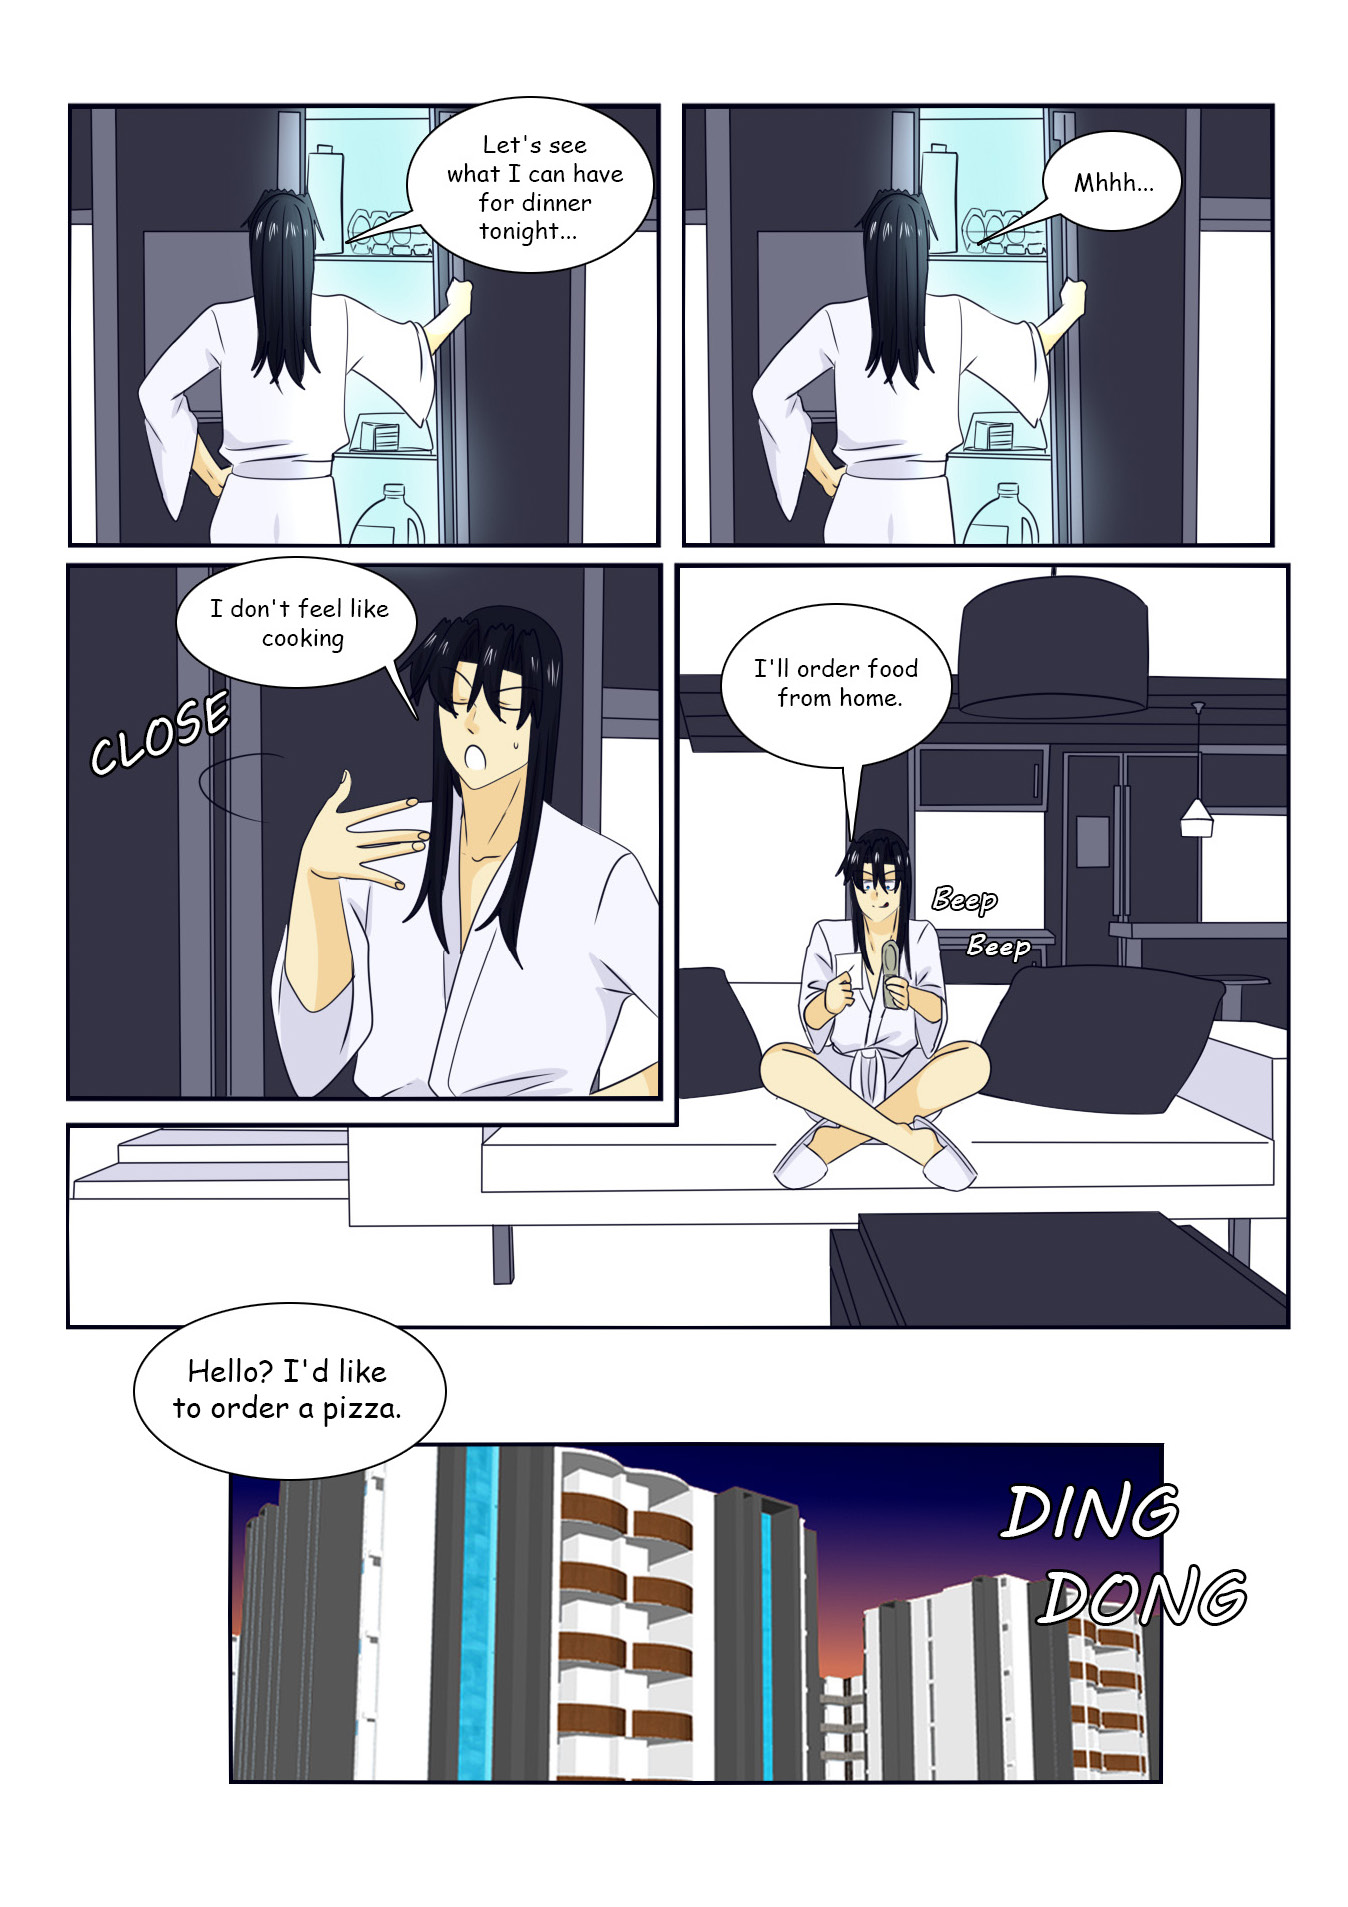 Let's see
what I can have
for dinner
tonight...
Mhhh...
I don't feel like
cooking
CLOSE
I'll order food
from home.
Beep
Beep
Hello? I'd like
to order a pizza.
DING
DONG